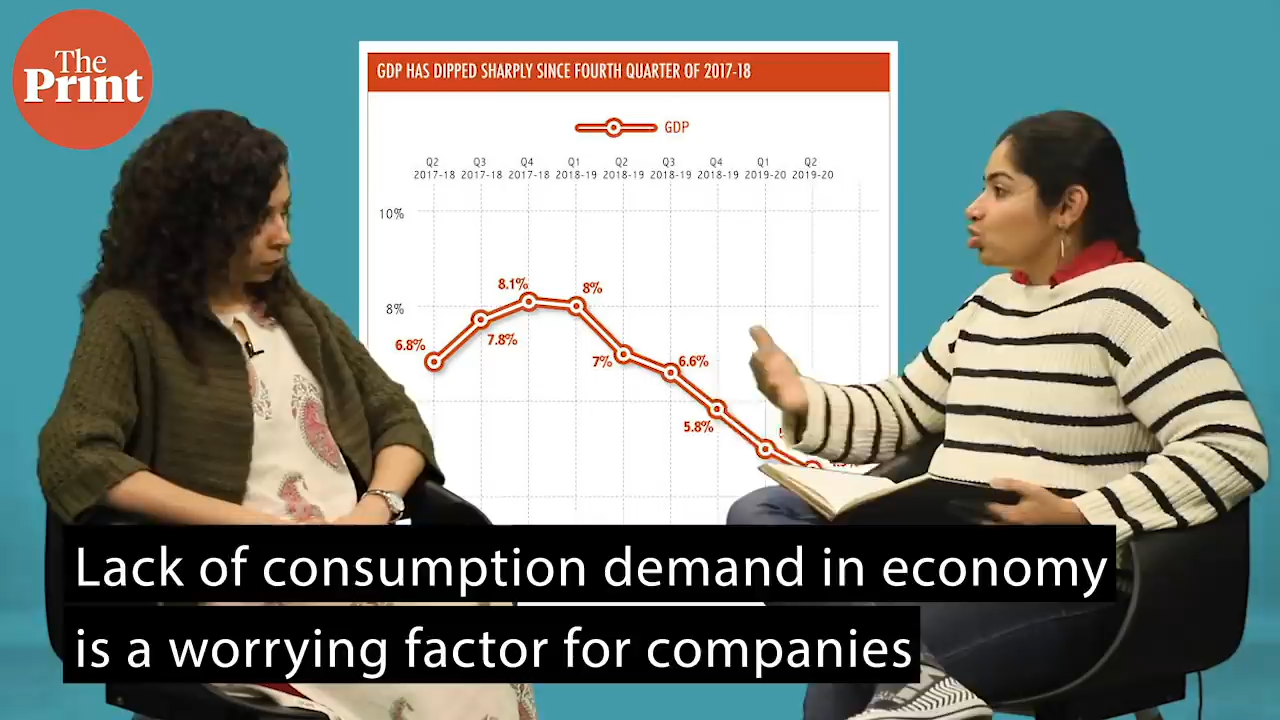 The
Print
GDP HAS DIPPED SHARPLY SINCE FOURTH QUARTER OF 2017-18
GDP
Q2 Q3 Q4 Q1 Q2 Q3 Q4 Q1 Q2
2017-18 2017-18 2017-18 2018-19 2018-19 2018-19 2018-19 2019-20 2019-20
10%
8%
6.8%
7.8%
8.1%
8%
7%
6.6%
5.8%
Lack of consumption demand in economy
is a worrying factor for companies